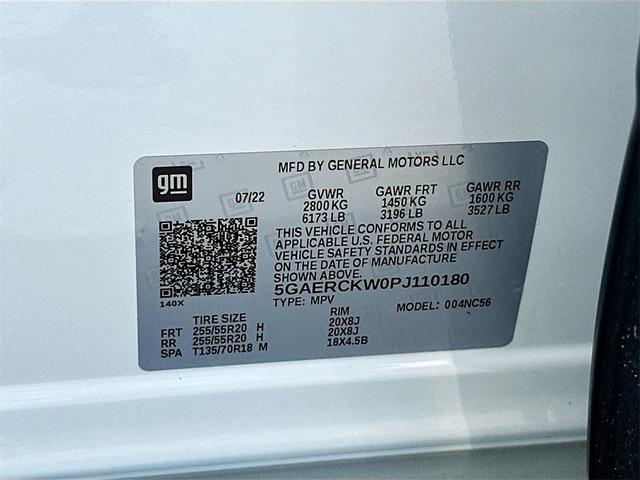 MFD BY GENERAL MOTORS LLC
gm
07/22
GVWR GAWR FRT GAWR RR
2800 KG 1450 KG 1600 KG
6173 LB 3196 LB 3527 LB
THIS VEHICLE CONFORMS TO ALL
APPLICABLE U.S. FEDERAL MOTOR
VEHICLE SAFETY STANDARDS IN EFFECT
ON THE DATE OF MANUFACTURE
SHOWN ABOVE.
5GAERCKW0PJ110180
140X
TYPE: MPV MODEL: 004NC56
TIRE SIZE RIM
FRT 255/55R20 H 20X8J
RR 255/55R20 H 20X8J
SPA T135/70R18 M 18X4.5B